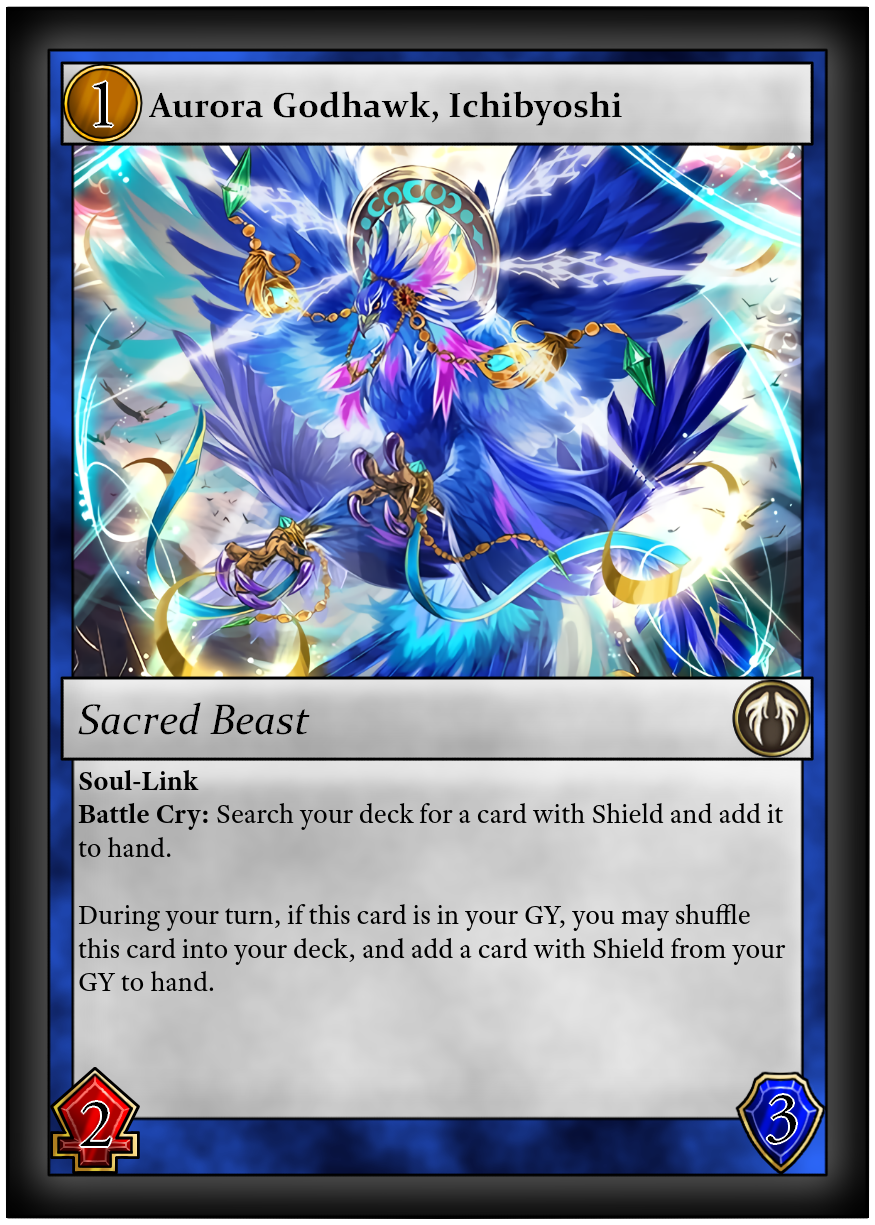 1
Aurora Godhawk, Ichibyoshi
Sacred Beast
Soul-Link
Battle Cry: Search your deck for a card with Shield and add it
to hand.
During your turn, if this card is in your GY, you may shuffle
this card into your deck, and add a card with Shield from your
GY to hand.
2
3